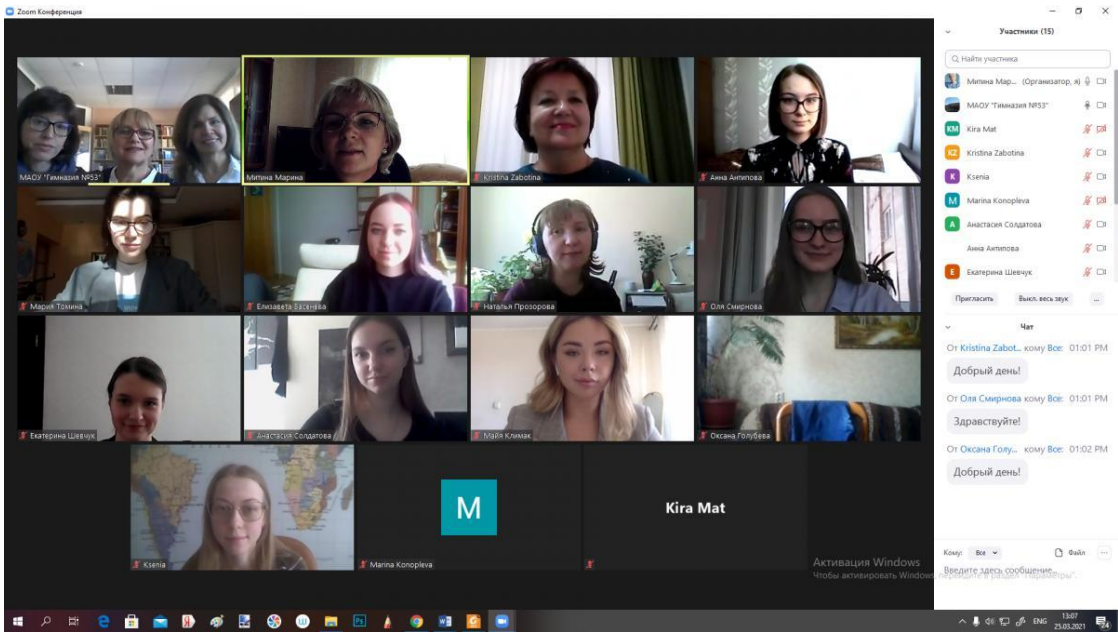 Zoom Конференция
МАОУ "Гимназия №53"
Митина Марина
Kristina Zabotina
Анна Антипова
Мария Томина
Елизавета Васенева
Наталья Прозорова
Оля Смирнова
Екатерина Шевчук
Анастасия Солдатова
Майя Климак
Оксана Голубева
Ksenia
M
Marina Konopleva
Kira Mat
Участники (15)
Найти участника
Митина Мар... (Организатор, я)
МАОУ "Гимназия №53"
KM Kira Mat
KZ Kristina Zabotina
K Ksenia
M Marina Konopleva
А Анастасия Солдатова
Анна Антипова
Е Екатерина Шевчук
Пригласить Выкл. весь звук ...
Чат
От Kristina Zabot... кому Все: 01:01 PM
Добрый день!
От Оля Смирнова кому Все: 01:01 PM
Здравствуйте!
От Оксана Голу... кому Все: 01:02 PM
Добрый день!
Кому: Все Файл ...
Введите здесь сообщение...
Активация Windows
Чтобы активировать Windows, перейдите в раздел "Параметры".
ENG
13:07
25.03.2021